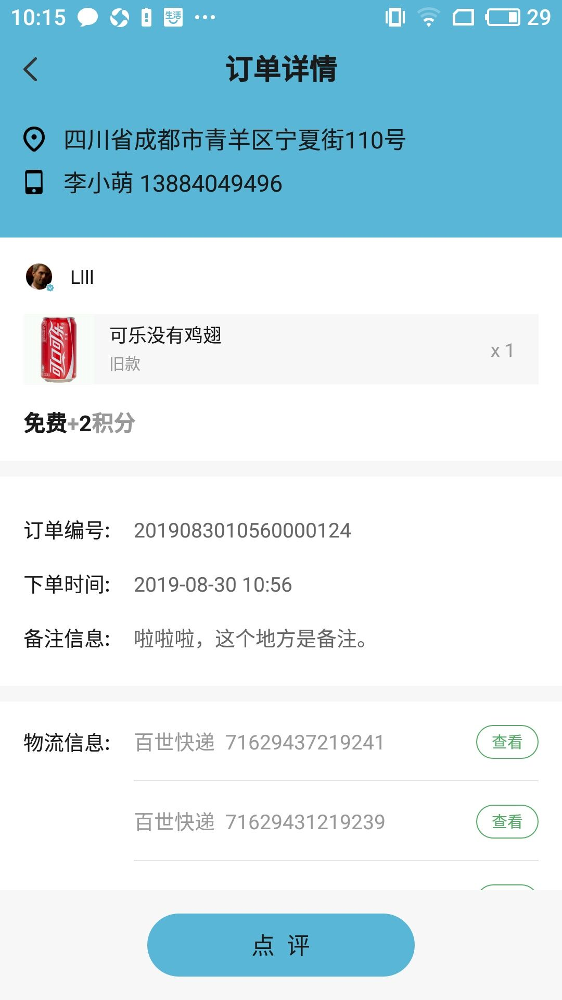 10:15 生活 29
订单详情
四川省成都市青羊区宁夏街110号
李小萌 13884049496
Llll
可口可乐
可乐没有鸡翅
旧款
x 1
免费+2积分
订单编号: 2019083010560000124
下单时间: 2019-08-30 10:56
备注信息: 啦啦啦，这个地方是备注。
物流信息: 百世快递 71629437219241 查看
百世快递 71629431219239 查看
点 评